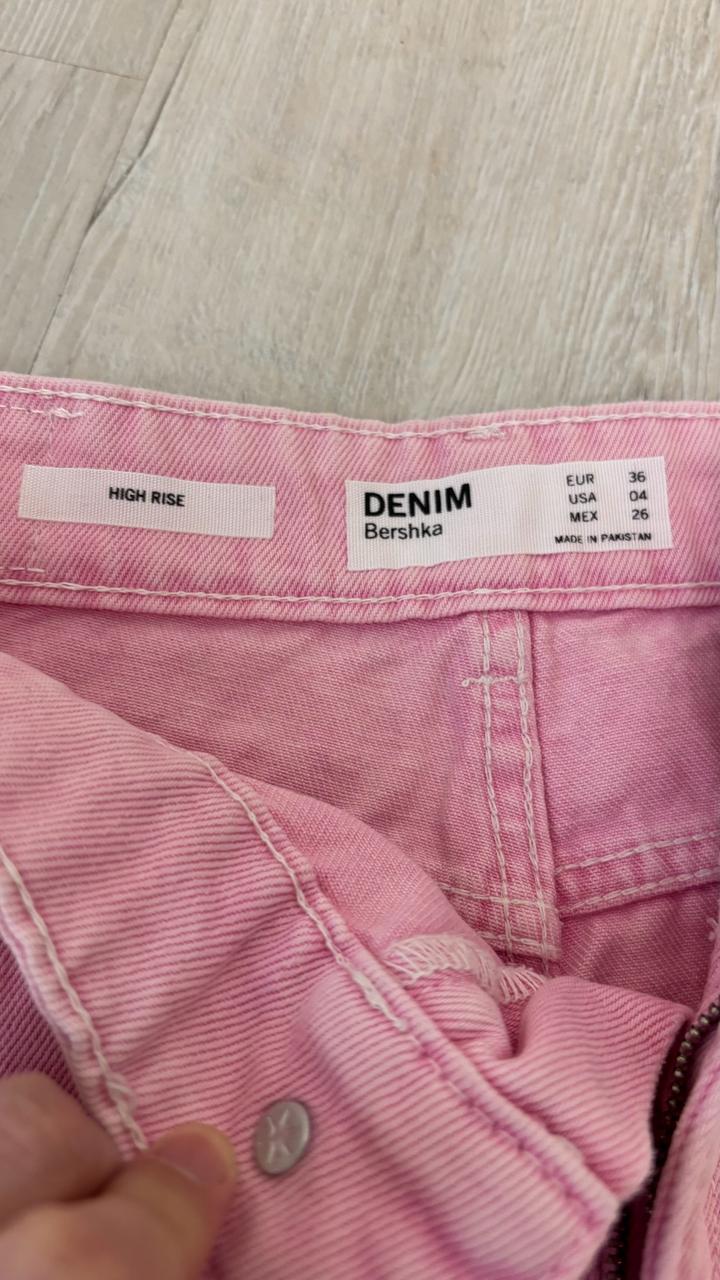 HIGH RISE
DENIM
Bershka
EUR 36
USA 04
MEX 26
MADE IN PAKISTAN